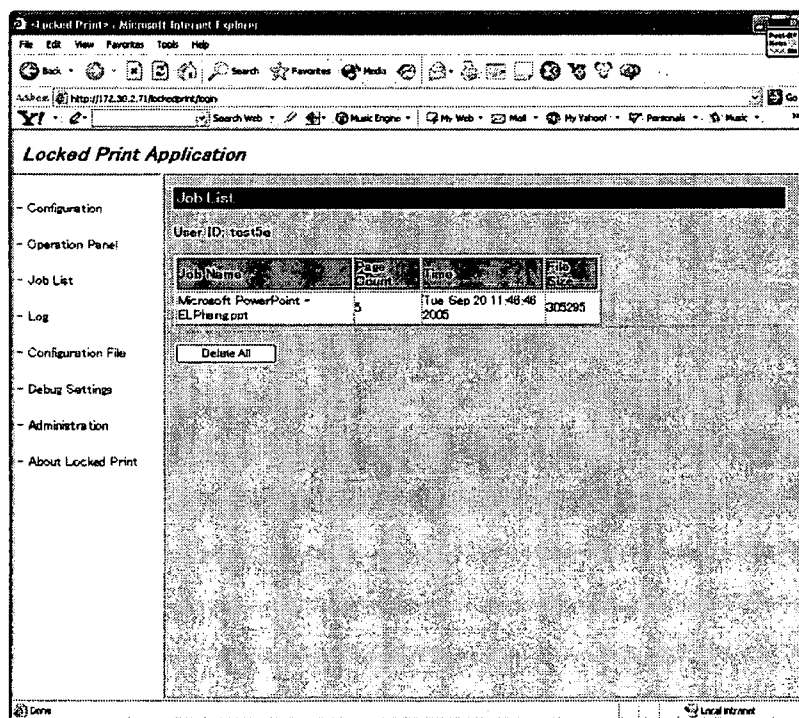 <Locked Print> - Microsoft Internet Explorer
File Edit View Favorites Tools Help
Back Search Favorites Media
Address http://172.30.2.71/lockedprint/login Go
Y! Search Web Music Engine My Web Mail My Yahoo! Personals Music
Locked Print Application
- Configuration
- Operation Panel
- Job List
- Log
- Configuration File
- Debug Settings
- Administration
- About Locked Print
Job List
User ID: test5e
Job Name Page Count Time File Size
Microsoft PowerPoint - 5 Tue Sep 20 11:46:46 305295
ELPhang.ppt 2005
Delete All
Done Local intranet